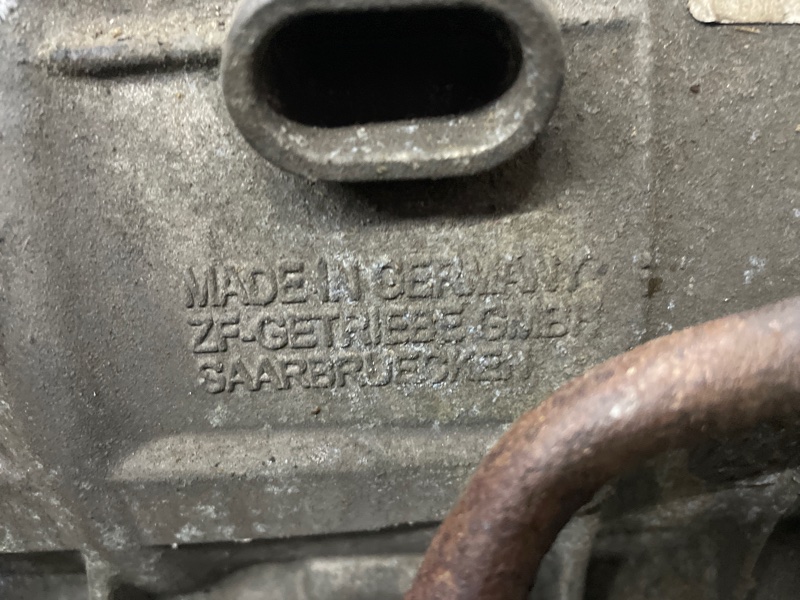 MADE IN GERMANY
ZF-GETRIEBE GMBH
SAARBRUECKEN